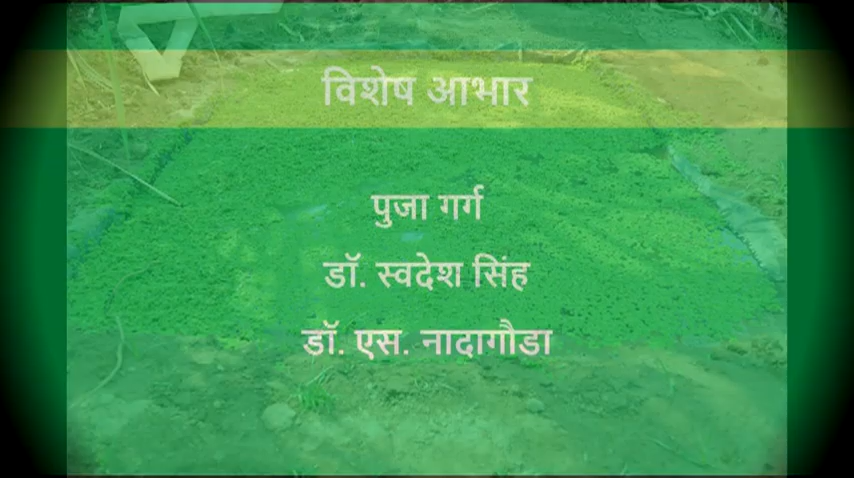 विशेष आभार
पुजा गर्ग
डॉ. स्वदेश सिंह
डॉ. एस. नादागौडा